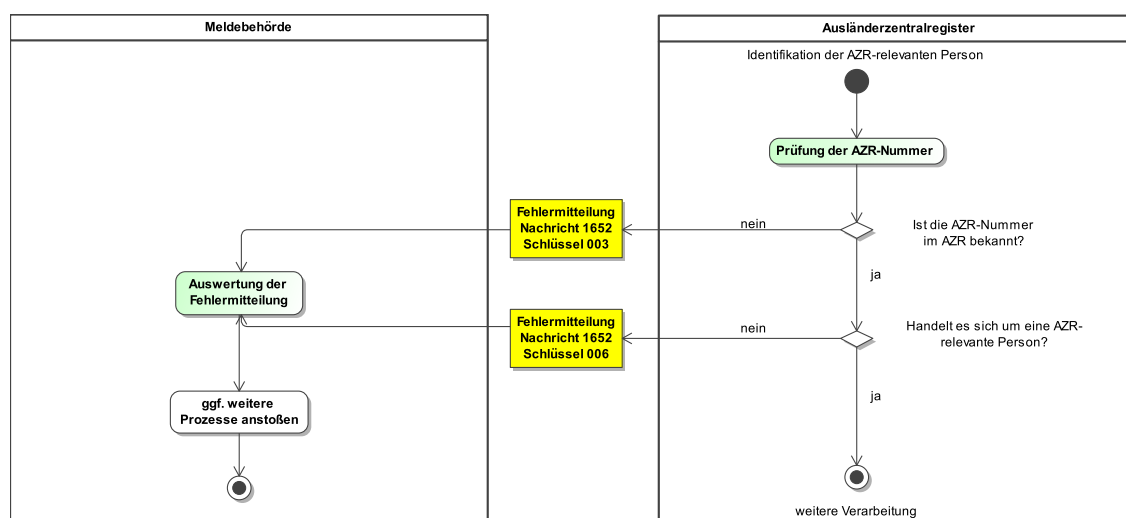 Meldebehörde
Ausländerzentralregister
Identifikation der AZR-relevanten Person
Prüfung der AZR-Nummer
Fehlermitteilung
Nachricht 1652
Schlüssel 003
nein
Ist die AZR-Nummer
im AZR bekannt?
ja
Auswertung der
Fehlermitteilung
Fehlermitteilung
Nachricht 1652
Schlüssel 006
nein
Handelt es sich um eine AZR-
relevante Person?
ja
ggf. weitere
Prozesse anstoßen
weitere Verarbeitung